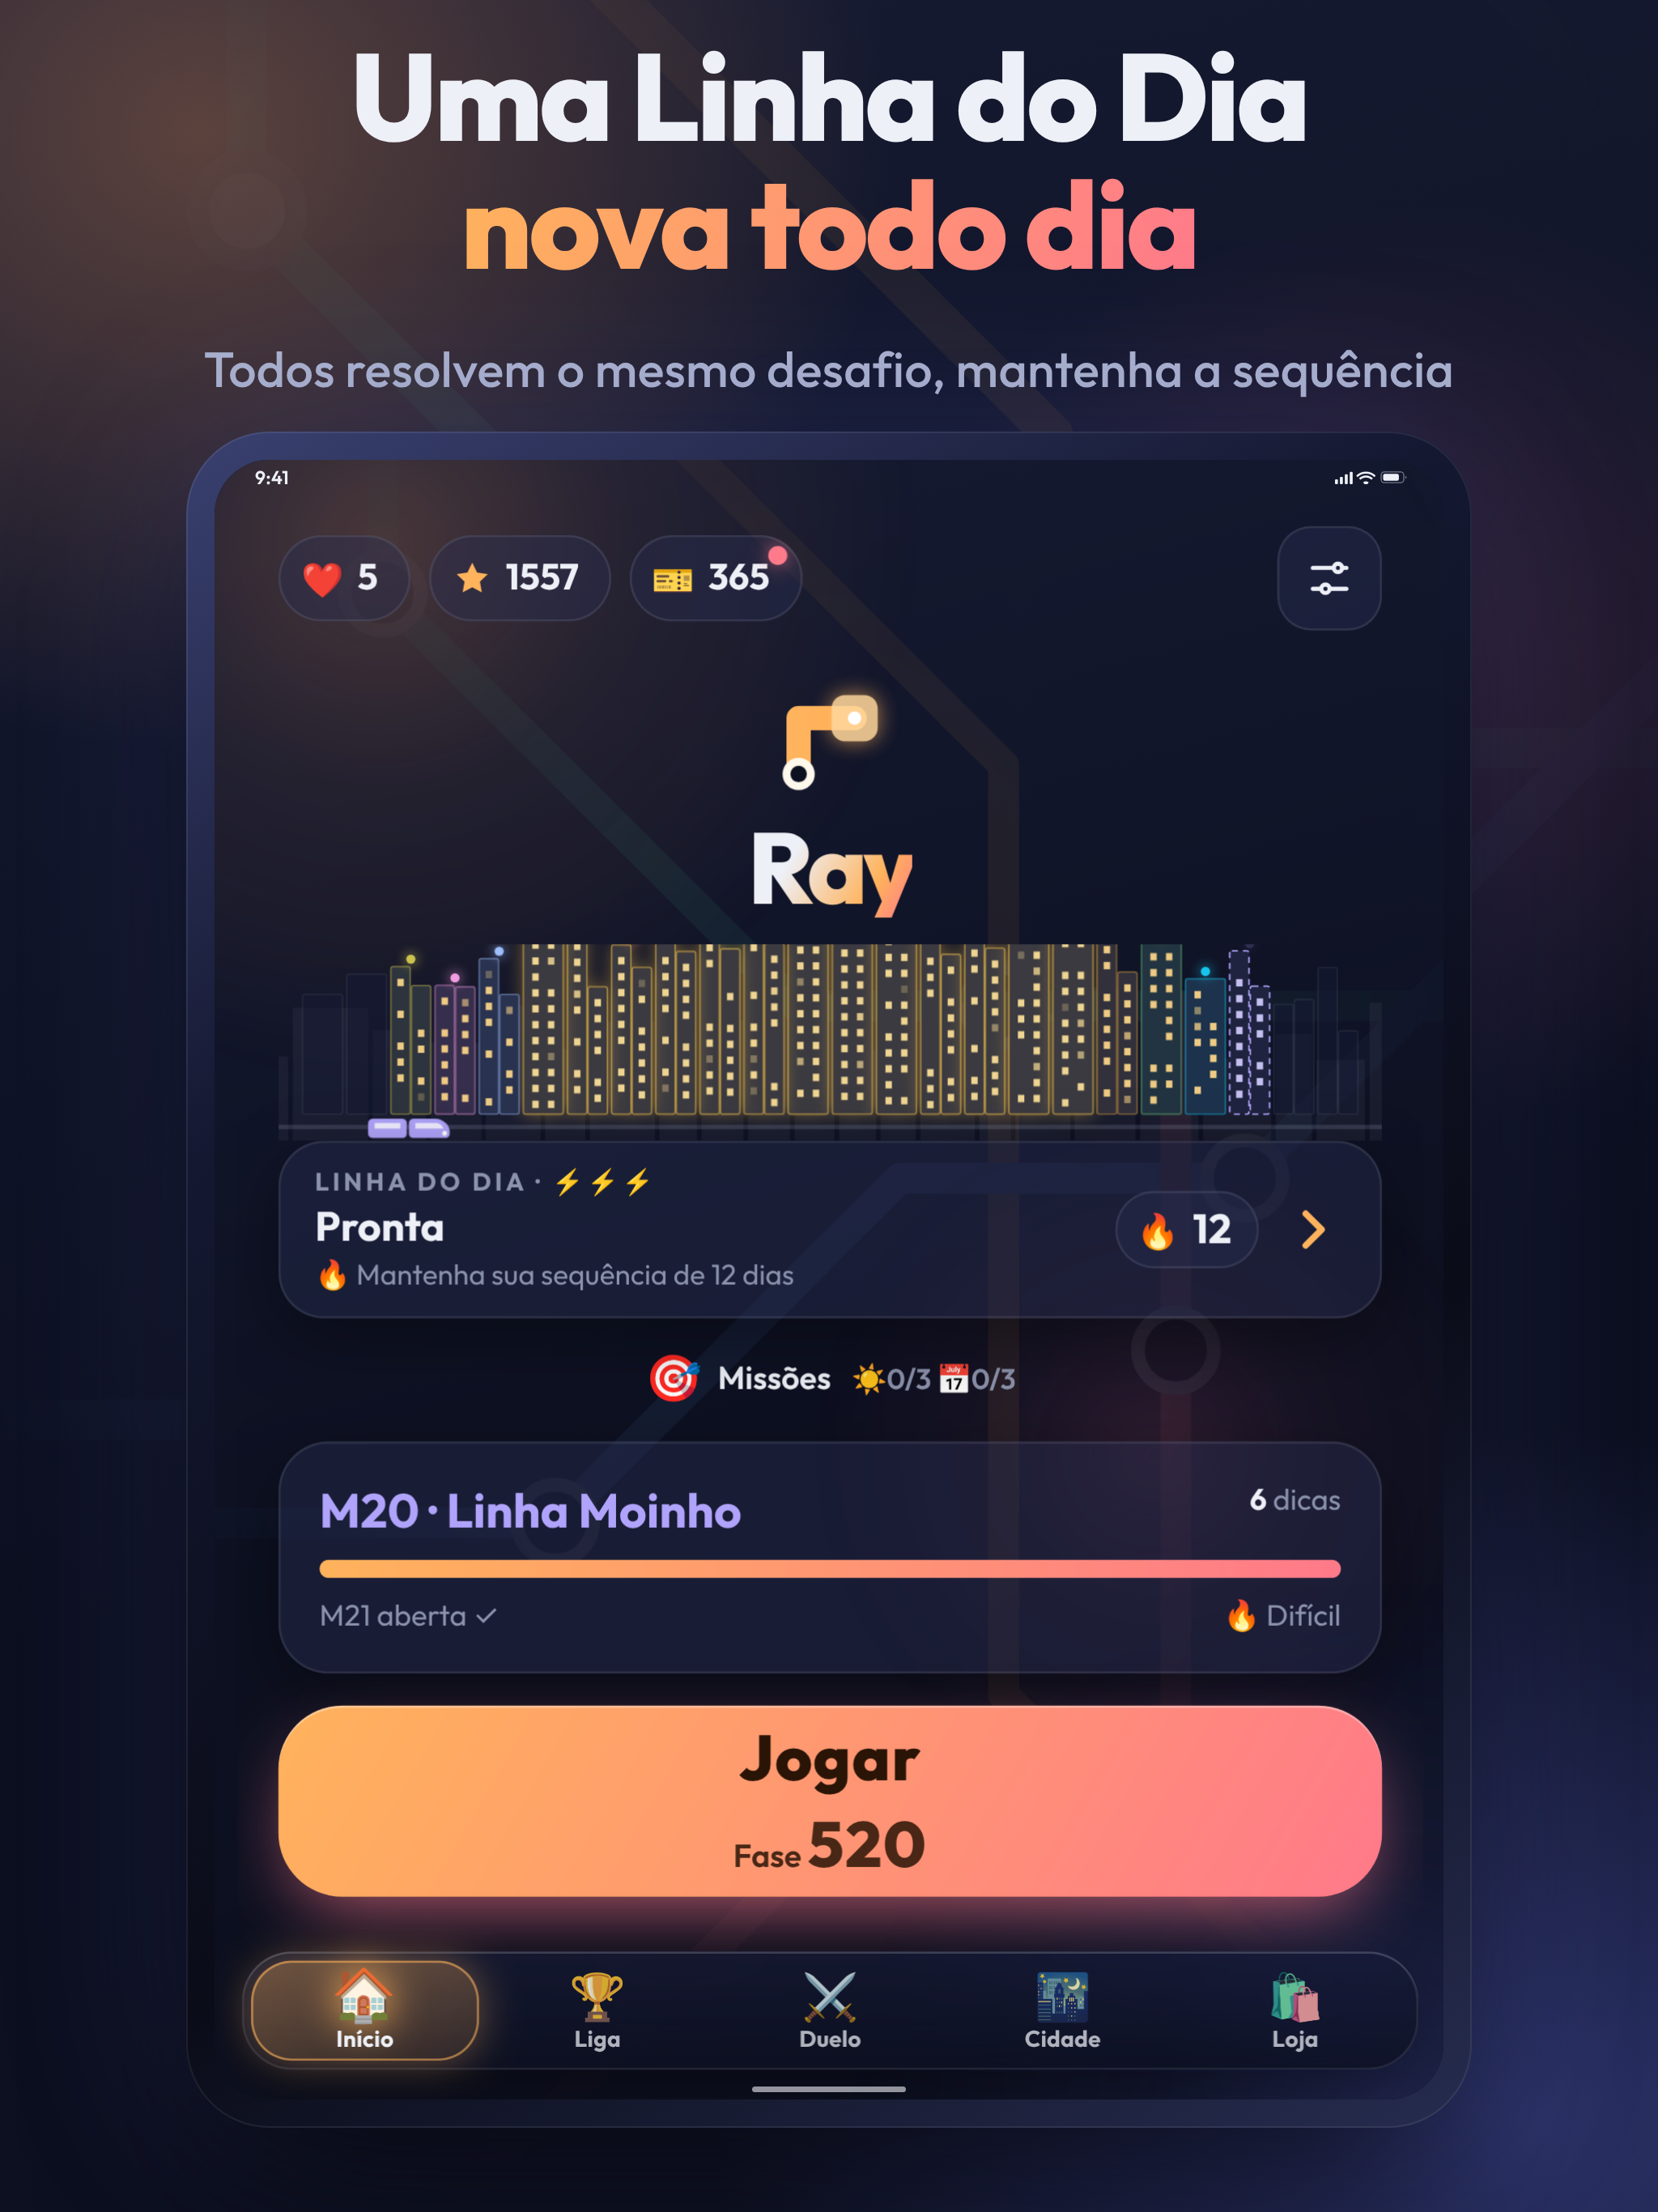 Uma Linha do Dia
nova todo dia
Todos resolvem o mesmo desafio, mantenha a sequência
9:41
❤️ 5 ⭐ 1557 🎫 365
Ray
LINHA DO DIA · ⚡⚡⚡
Pronta
🔥 Mantenha sua sequência de 12 dias
🔥 12
🎯 Missões ☀️0/3 📅0/3
M20 · Linha Moinho
6 dicas
M21 aberta ✓
🔥 Difícil
Jogar
Fase 520
Início
Liga
Duelo
Cidade
Loja